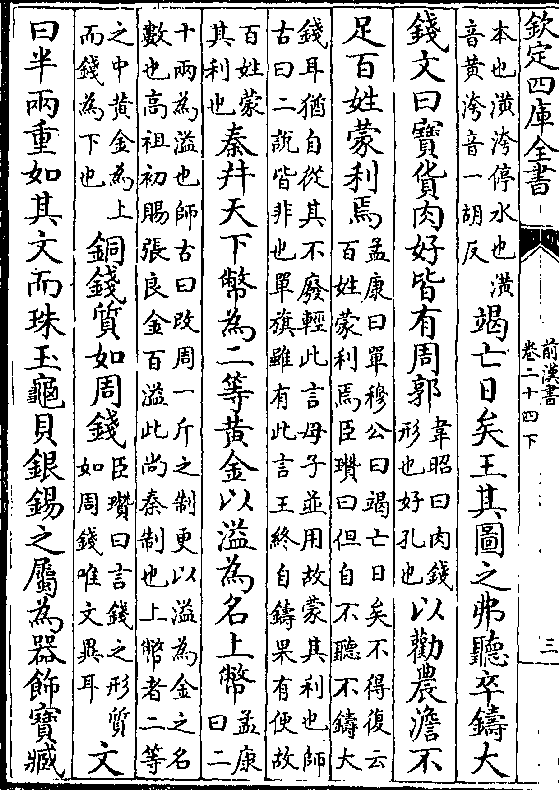 欽定四庫全書
前漢書
卷二十四下
三
本也潢洿停水也潢
音黄洿音一胡反
竭亡日矣王其圖之弗聽卒鑄大
錢文曰寶貨肉好皆有周郭
韋昭曰肉錢
形也好孔也
以勸農澹不
足百姓蒙利焉
孟康曰單穆公曰竭亡日矣不得復云
百姓蒙利焉臣瓚曰但自不聽不鑄大
錢耳猶自從其不廢輕此言母子並用故蒙其利也師
古曰二說皆非也單旗雖有此言王終自鑄果有便故
百姓蒙
其利也
秦幷天下幣為二等黄金以溢為名上幣
孟康
曰二
十兩為溢也師古曰改周一斤之制更以溢為金之名
數也高祖初賜張良金百溢此尚秦制也上幣者二等
之中黄金為上
而錢為下也
銅錢質如周錢
臣瓚曰言錢之形質
如周錢唯文異耳
文
曰半兩重如其文而珠玉龜貝銀錫之屬為器飾寶臧